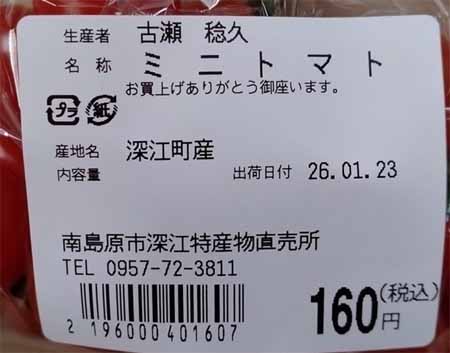 生産者 古瀬 稔久
名 称 ミニトマト
お買上げありがとう御座います。
プラ 紙
産地名 深江町産
内容量 出荷日付 26.01.23
南島原市深江特産物直売所
TEL 0957-72-3811
160円(税込)
2 196000 401607